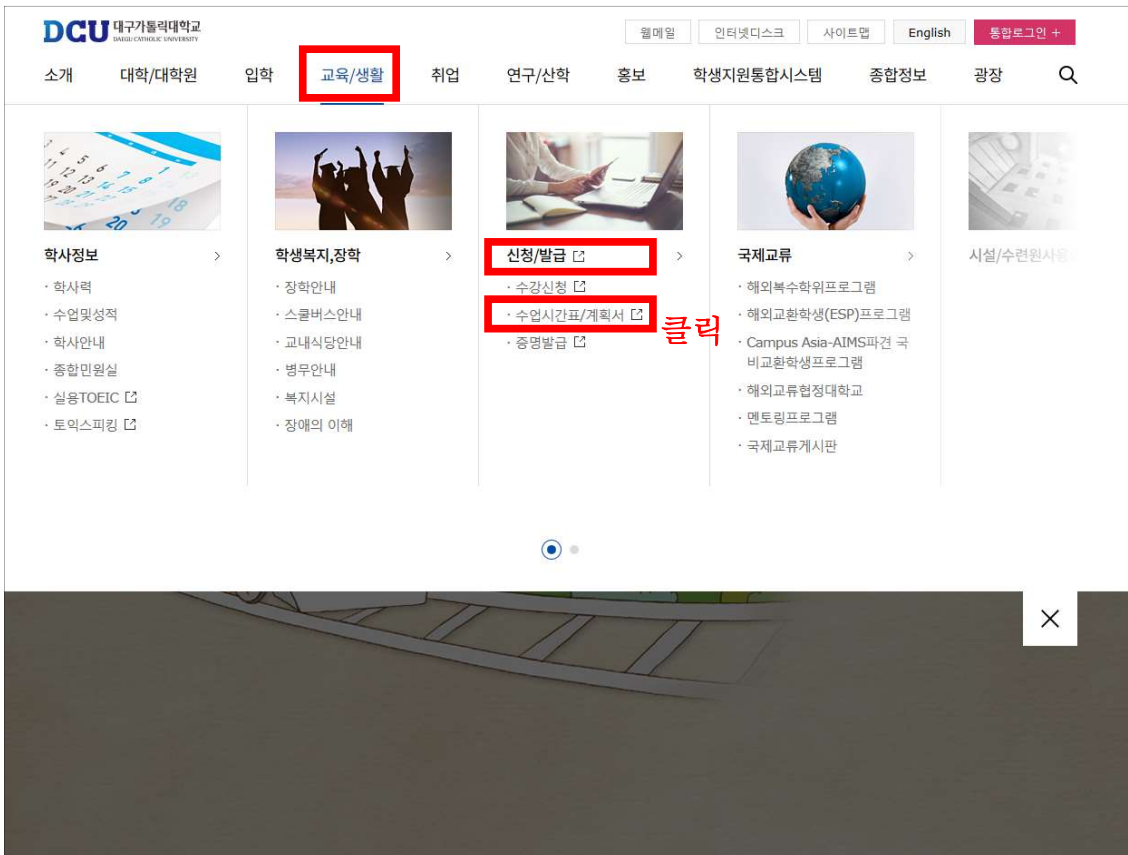 DCU 대구가톨릭대학교
DAEGU CATHOLIC UNIVERSITY
웹메일 인터넷디스크 사이트맵 English 통합로그인 +
소개 대학/대학원 입학 교육/생활 취업 연구/산학 홍보 학생지원통합시스템 종합정보 광장
학사정보
· 학사력
· 수업및성적
· 학사안내
· 종합민원실
· 실용TOEIC
· 토익스피킹
학생복지,장학
· 장학안내
· 스쿨버스안내
· 교내식당안내
· 병무안내
· 복지시설
· 장애의 이해
신청/발급
· 수강신청
· 수업시간표/계획서
클릭
· 증명발급
국제교류
· 해외복수학위프로그램
· 해외교환학생(ESP)프로그램
· Campus Asia-AIMS파견 국
비교환학생프로그램
· 해외교류협정대학교
· 멘토링프로그램
· 국제교류게시판
시설/수련원사용